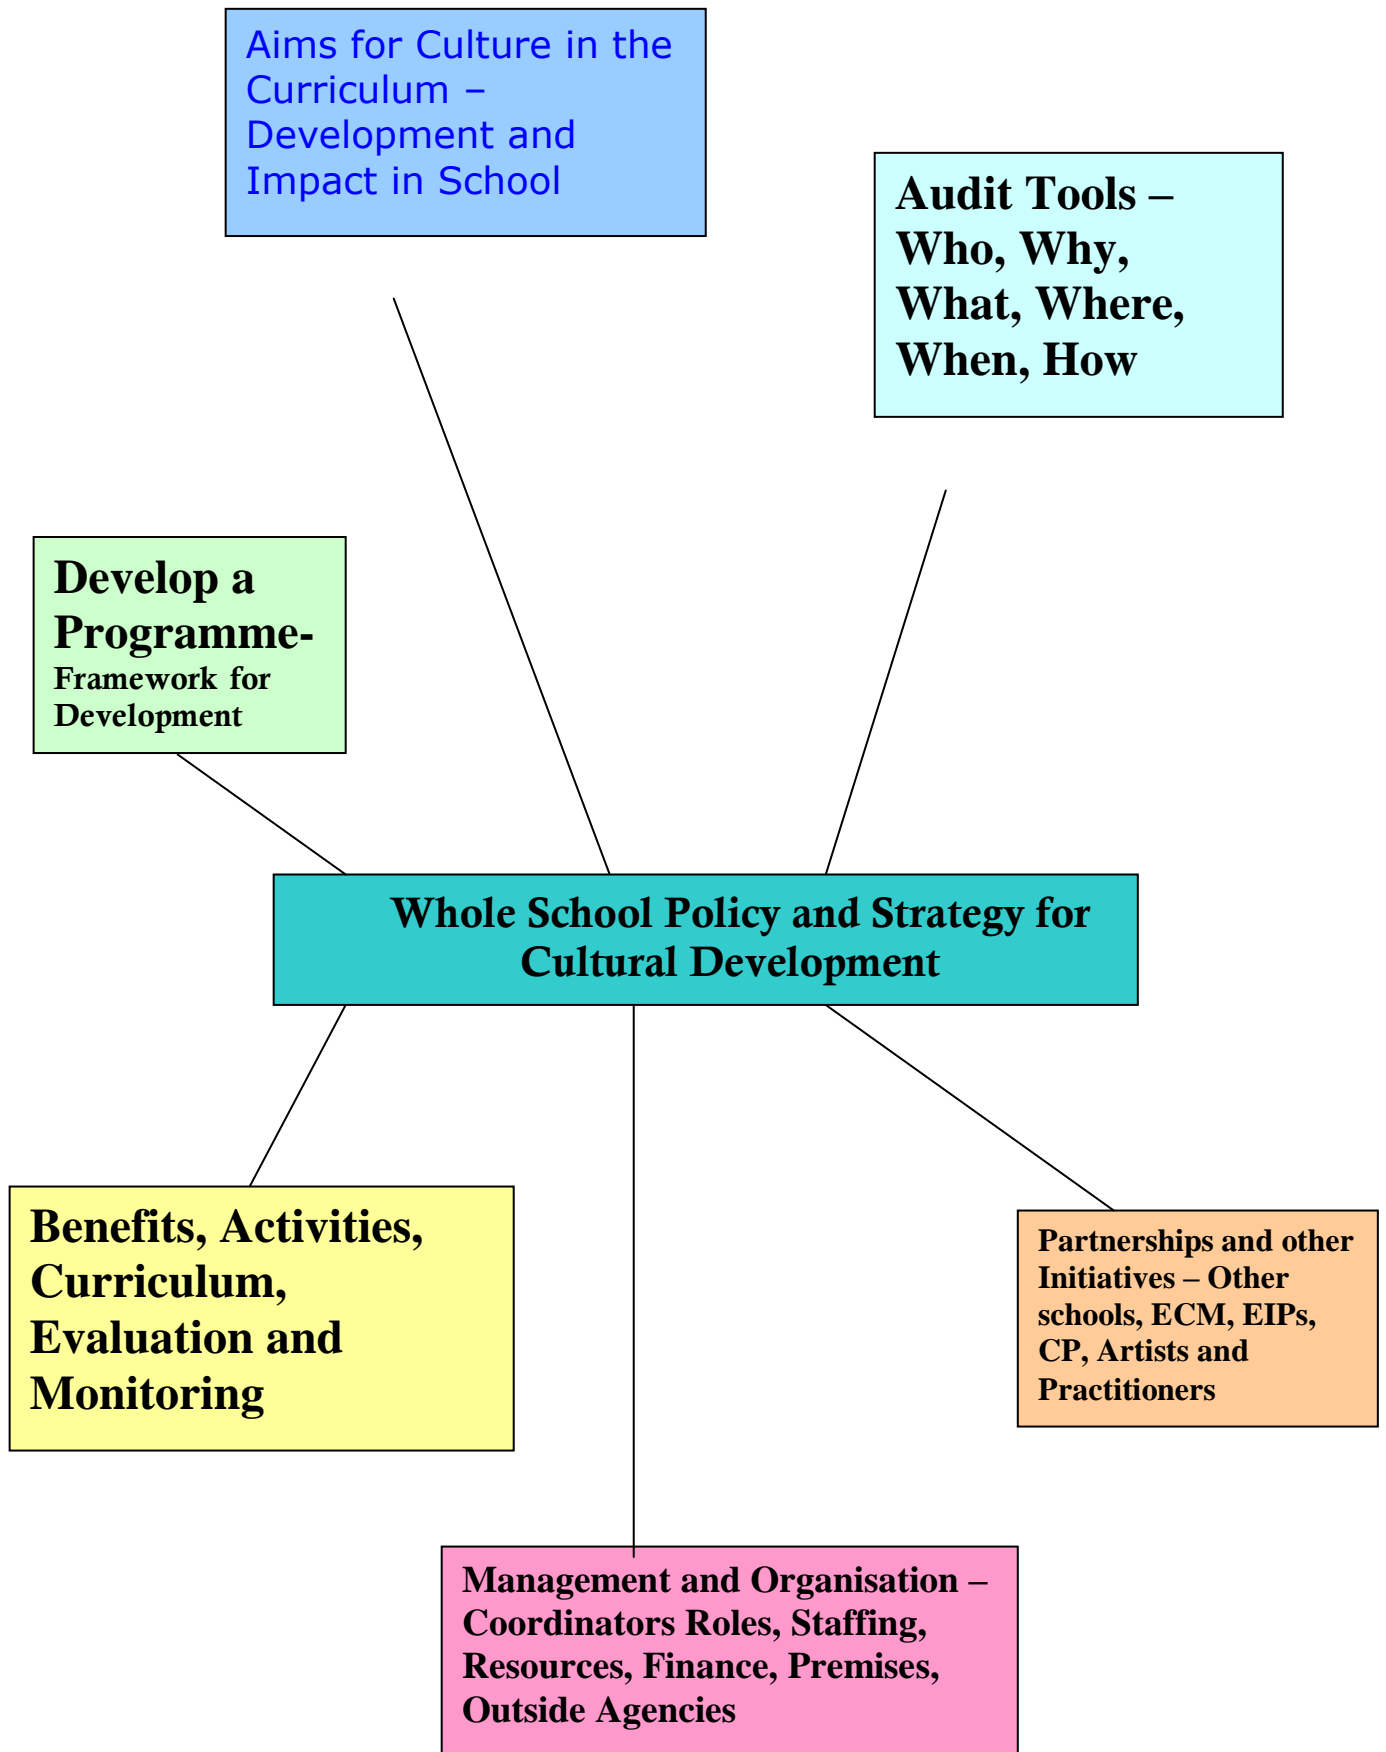 Aims for Culture in the
Curriculum –
Development and
Impact in School
Audit Tools –
Who, Why,
What, Where,
When, How
Develop a
Programme-
Framework for
Development
Whole School Policy and Strategy for
Cultural Development
Benefits, Activities,
Curriculum,
Evaluation and
Monitoring
Partnerships and other
Initiatives – Other
schools, ECM, EIPs,
CP, Artists and
Practitioners
Management and Organisation –
Coordinators Roles, Staffing,
Resources, Finance, Premises,
Outside Agencies